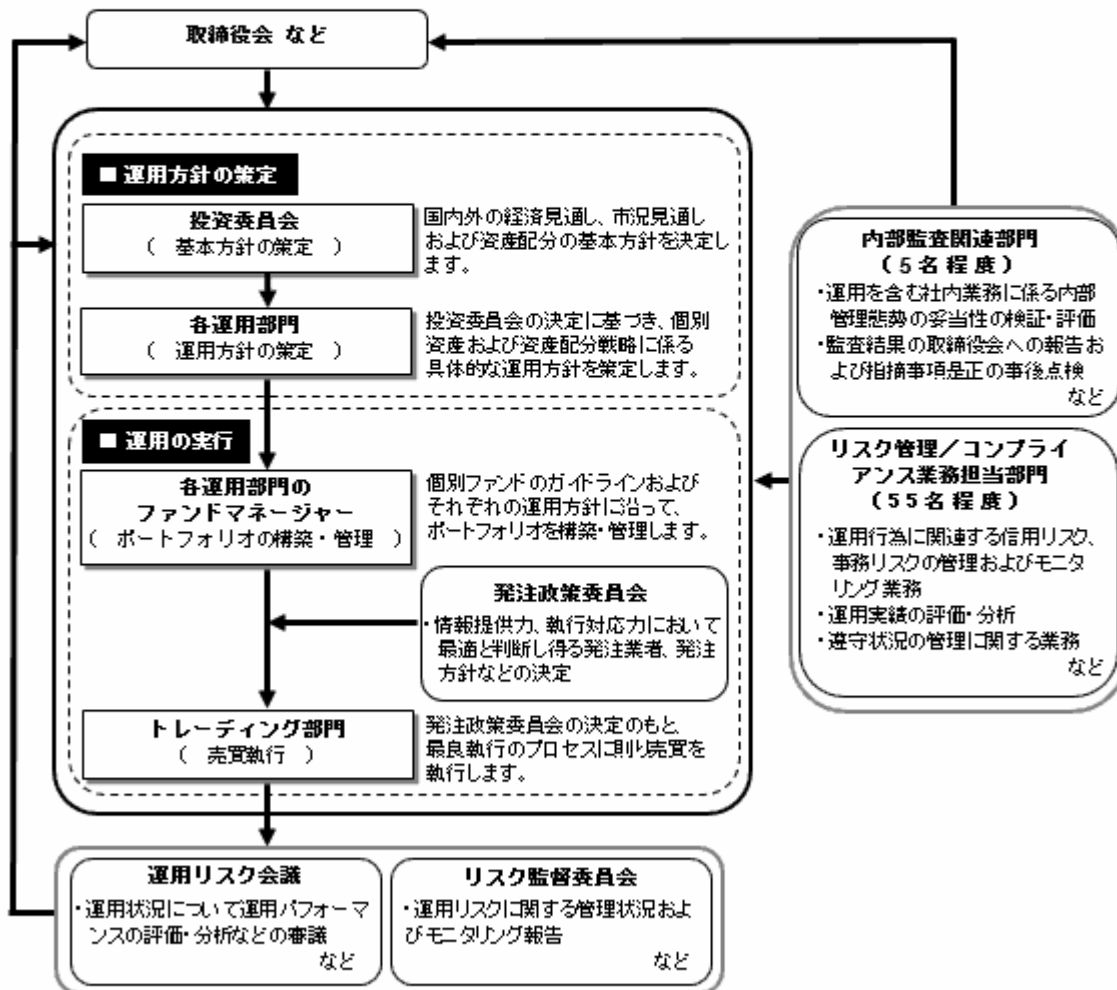 取締役会 など
■ 運用方針の策定
投資委員会
( 基本方針の策定 )
国内外の経済見通し、市況見通し
および資産配分の基本方針を決定し
ます。
各運用部門
( 運用方針の策定 )
投資委員会の決定に基づき、個別
資産および資産配分戦略に係る
具体的な運用方針を策定します。
■ 運用の実行
各運用部門の
ファンドマネージャー
( ポートフォリオの構築・管理 )
個別ファンドのガイドラインおよび
それぞれの運用方針に沿って、
ポートフォリオを構築・管理します。
発注政策委員会
・情報提供力、執行対応力において
最適と判断し得る発注業者、発注
方針などの決定
トレーディング部門
( 売買執行 )
発注政策委員会の決定のもと、
最良執行のプロセスに則り売買を
執行します。
内部監査関連部門
(5名程度)
・運用を含む社内業務に係る内部
管理態勢の妥当性の検証・評価
・監査結果の取締役会への報告お
よび指摘事項是正の事後点検
など
リスク管理/コンプライ
アンス業務担当部門
(55名程度)
・運用行為に関連する信用リスク、
事務リスクの管理およびモニタ
リング業務
・運用実績の評価・分析
・遵守状況の管理に関する業務
など
運用リスク会議
・運用状況について運用パフォーマ
ンスの評価・分析などの審議
など
リスク監督委員会
・運用リスクに関する管理状況およ
びモニタリング報告
など